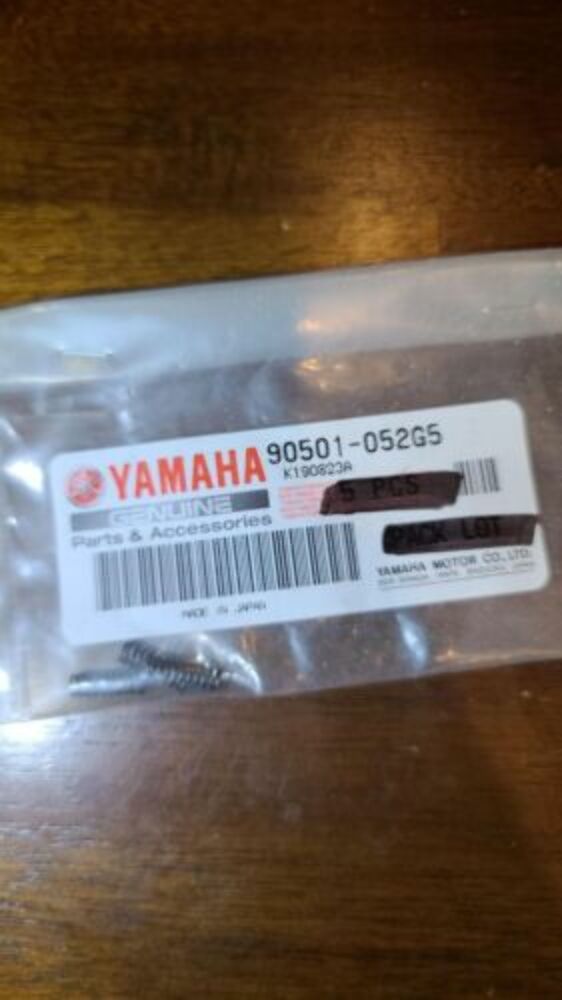 YAMAHA 90501-052G5
K190823A
GENUINE
5 PCS
Parts & Accessories
PACK LOT
YAMAHA MOTOR CO.,LTD.
MADE IN JAPAN